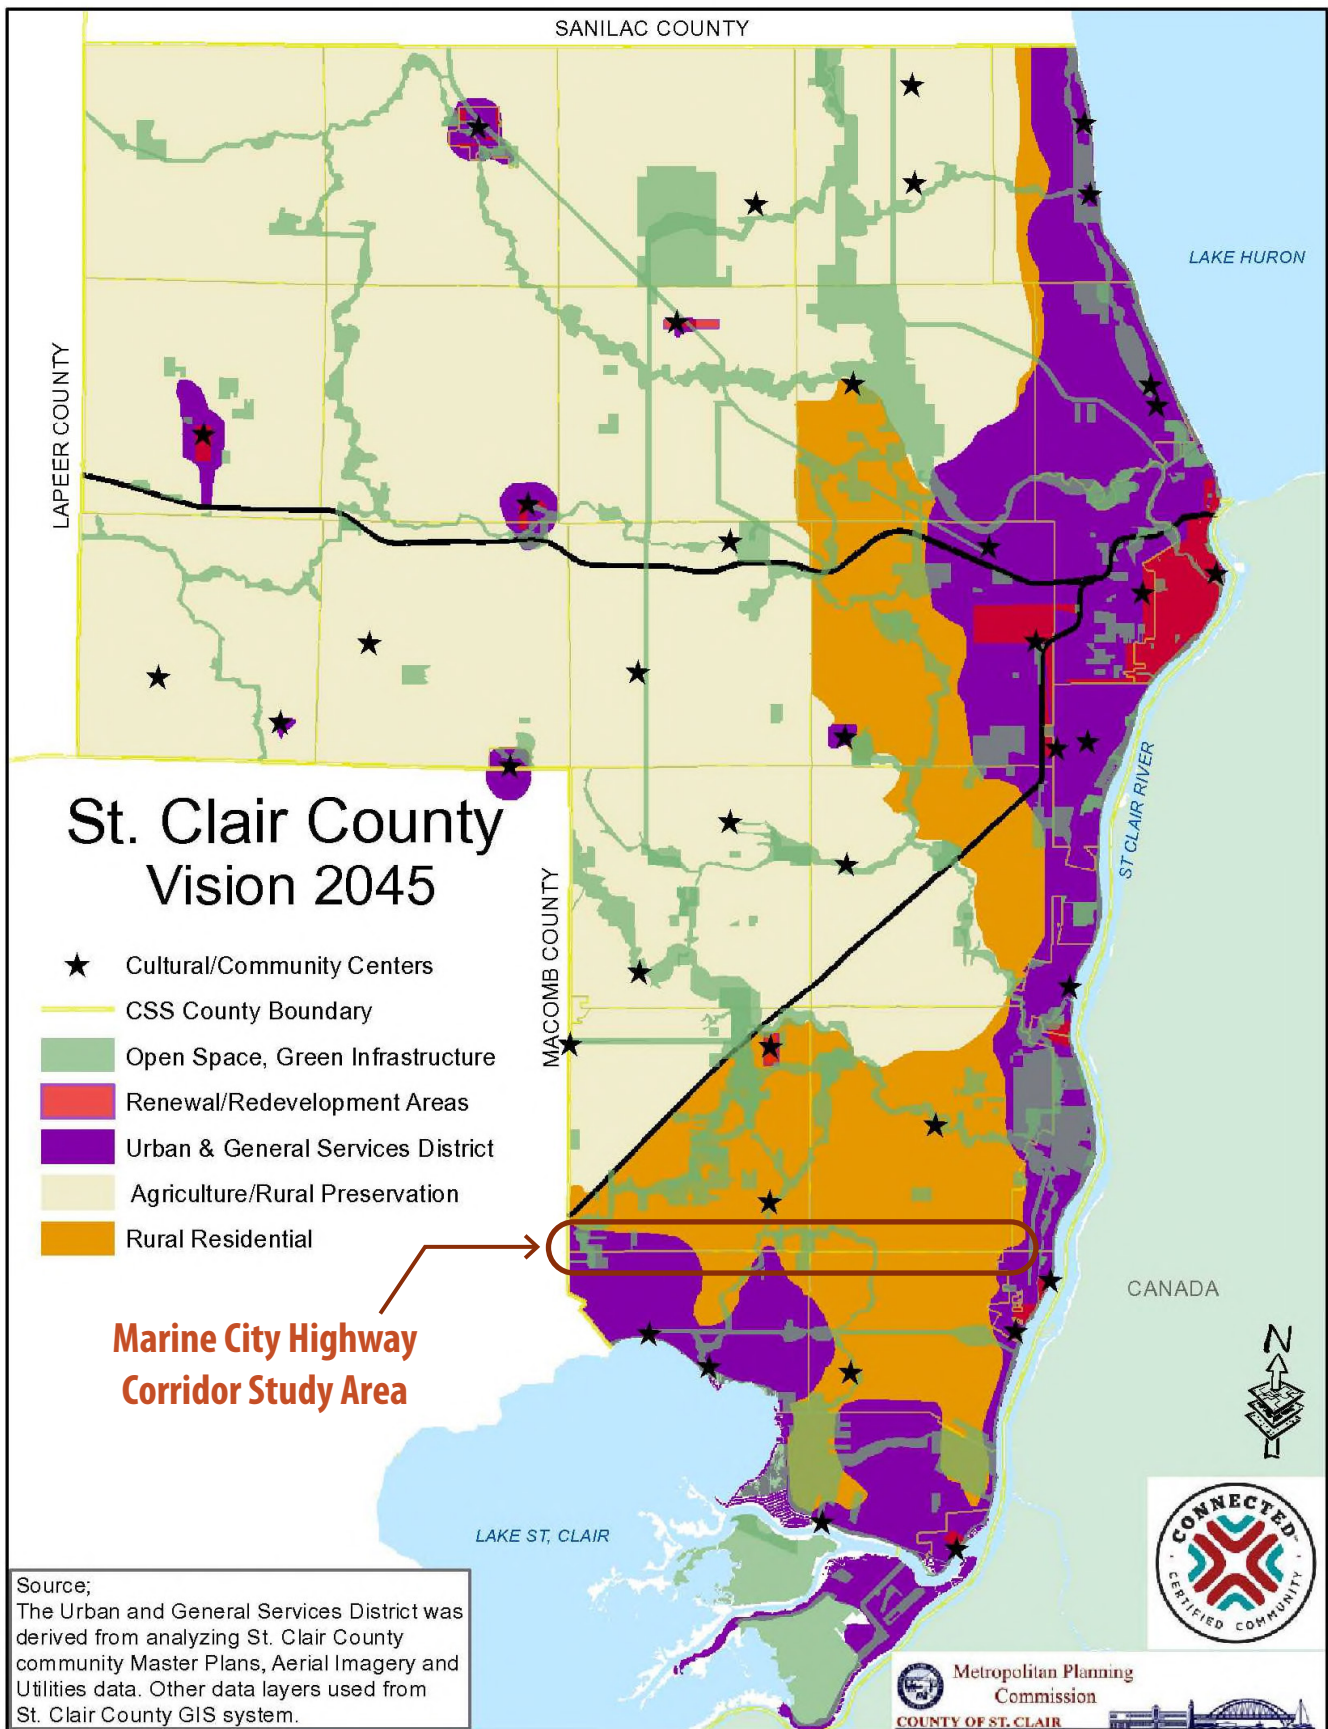 SANILAC COUNTY
LAKE HURON
LAPEER COUNTY
ST CLAIR RIVER
St. Clair County
Vision 2045
MACOMB COUNTY
Cultural/Community Centers
CSS County Boundary
Open Space, Green Infrastructure
Renewal/Redevelopment Areas
Urban & General Services District
Agriculture/Rural Preservation
Rural Residential
CANADA
Marine City Highway
Corridor Study Area
N
LAKE ST, CLAIR
CONNECTED
CERTIFIED COMMUNITY
Source;
The Urban and General Services District was
derived from analyzing St. Clair County
community Master Plans, Aerial Imagery and
Utilities data. Other data layers used from
St. Clair County GIS system.
Metropolitan Planning
Commission
COUNTY OF ST. CLAIR